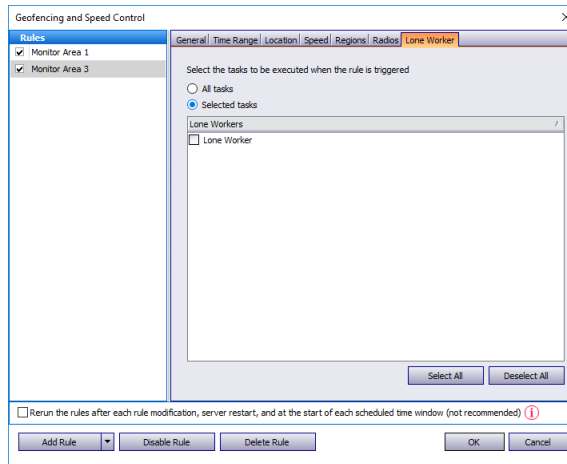 Geofencing and Speed Control
Rules
Monitor Area 1
Monitor Area 3
General Time Range Location Speed Regions Radios Lone Worker
Select the tasks to be executed when the rule is triggered
All tasks
Selected tasks
Lone Workers
Lone Worker
Select All Deselect All
Rerun the rules after each rule modification, server restart, and at the start of each scheduled time window (not recommended)
Add Rule Disable Rule Delete Rule OK Cancel